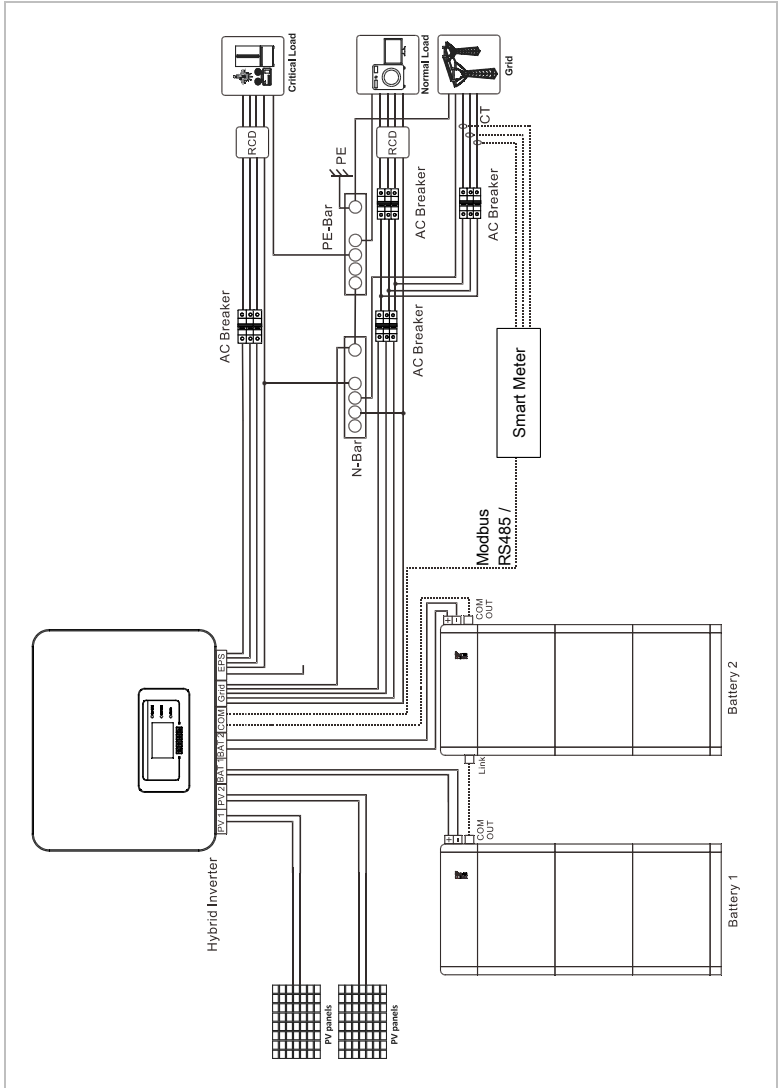 Critical Load
Normal Load
Grid
RCD
RCD
CT
PE
PE-Bar
AC Breaker
AC Breaker
AC Breaker
AC Breaker
N-Bar
Smart Meter
Modbus
RS485 /
Hybrid Inverter
PV 1
PV 2
BAT 1
BAT 2
COM
Grid
EPS
+
-
COM
OUT
Link
Battery 2
+
-
COM
OUT
Battery 1
PV panels
PV panels